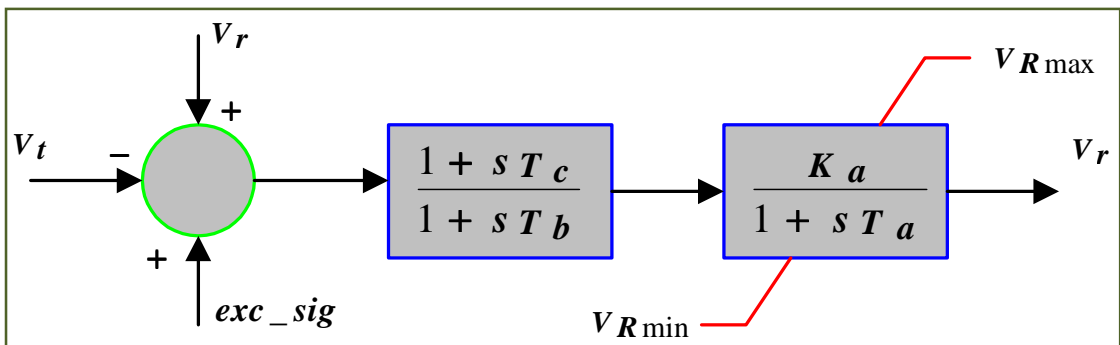 V r
+
V R max
V t
−
1 + s T c
1 + s T b
K a
1 + s T a
V r
+
exc _ sig
V R min